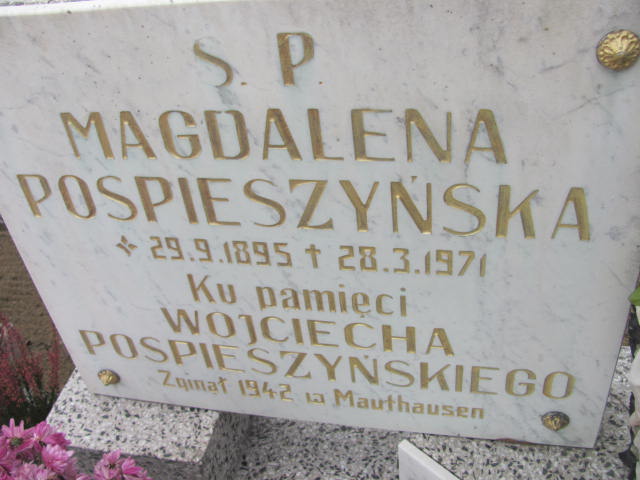 Ś. P
MAGDALENA
POSPIESZYŃSKA
* 29.9.1895 † 28.3.1971
Ku pamięci
WOJCIECHA
POSPIESZYŃSKIEGO
Zginął 1942 w Mauthausen